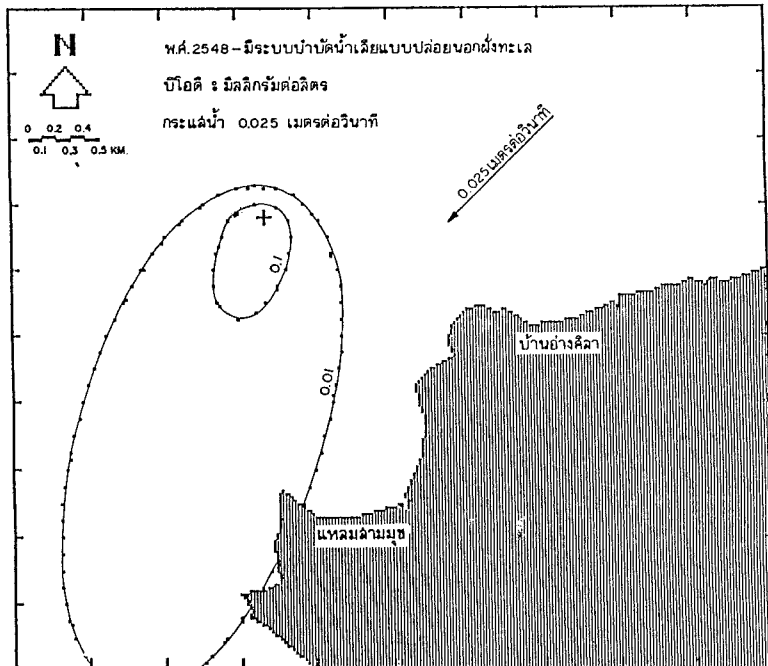 N
พ.ศ.2548-มีระบบบำบัดน้ำเสียแบบปล่อยนอกฝั่งทะเล
บีโอดี : มิลลิกรัมต่อลิตร
กระแสน้ำ 0.025 เมตรต่อวินาที
0 0.2 0.4
0.1 0.3 0.5 KM.
0.025 เมตรต่อวินาที
0.1
0.01
บ้านอ่างศิลา
แหลมสามมุข